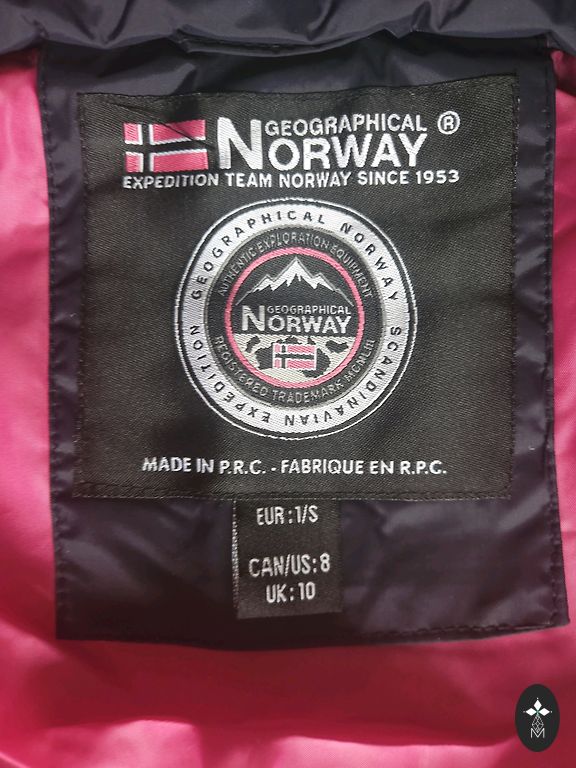 GEOGRAPHICAL ®
NORWAY
EXPEDITION TEAM NORWAY SINCE 1953
GEOGRAPHICAL NORWAY SCANDINAVIAN EXPEDITION
AUTHENTIC EXPLORATION EQUIPMENT
GEOGRAPHICAL
NORWAY
REGISTERED TRADEMARK MCMLIII
MADE IN P.R.C. - FABRIQUE EN R.P.C.
EUR:1/S
CAN/US:8
UK:10
M